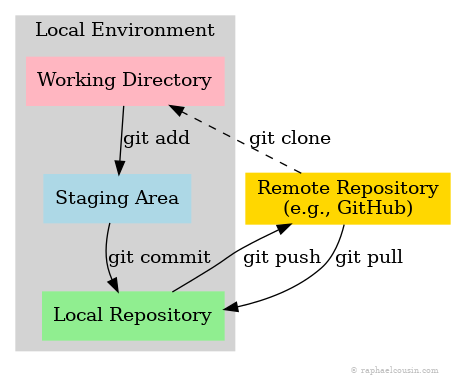 Local Environment
Working Directory
git add
git clone
Staging Area
Remote Repository
(e.g., GitHub)
git commit
git push
git pull
Local Repository
© raphaelcousin.com